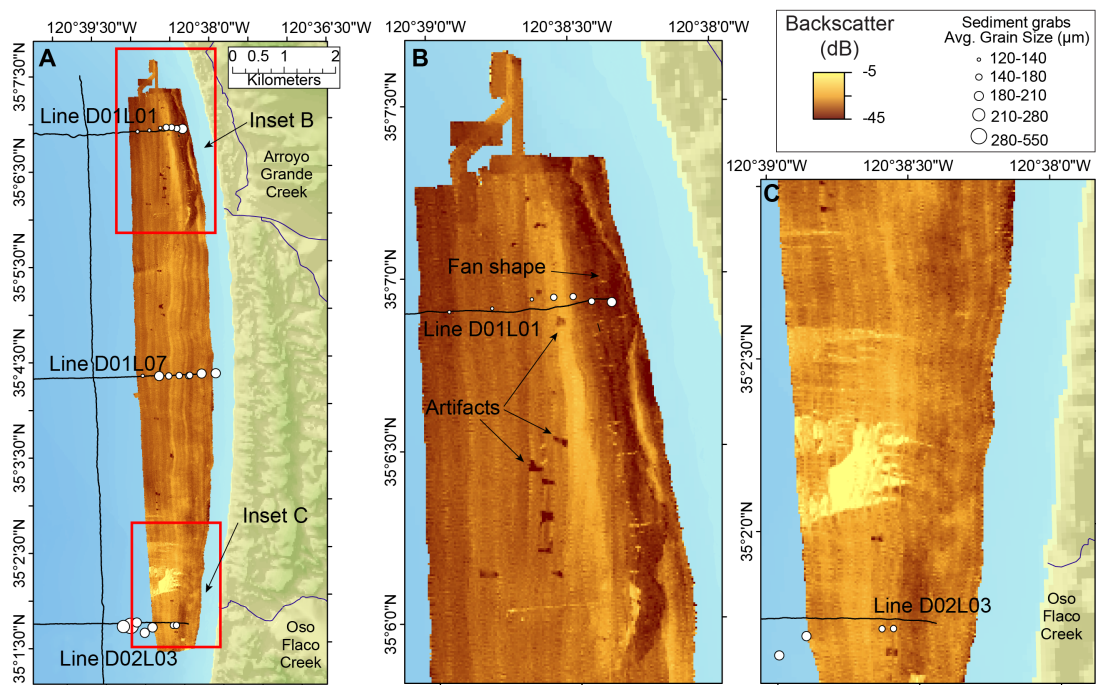 120°39'30"W
120°38'30"W
A
0 0.5 1 2
Kilometers
35°7'30"N
35°6'30"N
35°5'30"N
35°4'30"N
35°3'30"N
35°2'30"N
35°1'30"N
Line D01L01
Inset B
Arroyo
Grande
Creek
Line D01L07
Inset C
Line D02L03
Oso
Flaco
Creek
120°39'0"W
120°38'30"W
120°38'0"W
B
35°7'30"N
35°7'0"N
35°6'30"N
35°6'0"N
Fan shape
Line D01L01
Artifacts
Backscatter
(dB)
-5
-45
Sediment grabs
Avg. Grain Size (µm)
120-140
140-180
180-210
210-280
280-550
120°39'0"W
120°38'30"W
120°38'0"W
C
35°2'30"N
35°2'0"N
Line D02L03
Oso
Flaco
Creek